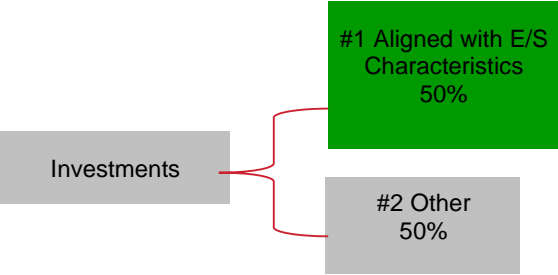 #1 Aligned with E/S
Characteristics
50%
Investments
#2 Other
50%